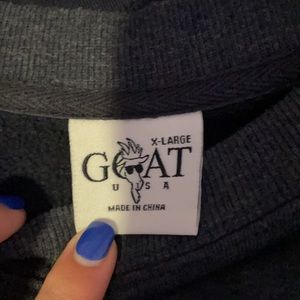 X-LARGE
GOAT
USA
MADE IN CHINA